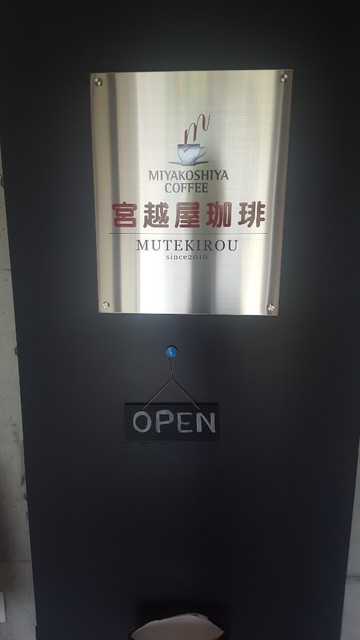 m
MIYAKOSHIYA
COFFEE
宮越屋珈琲
MUTEKIROU
since2010
OPEN